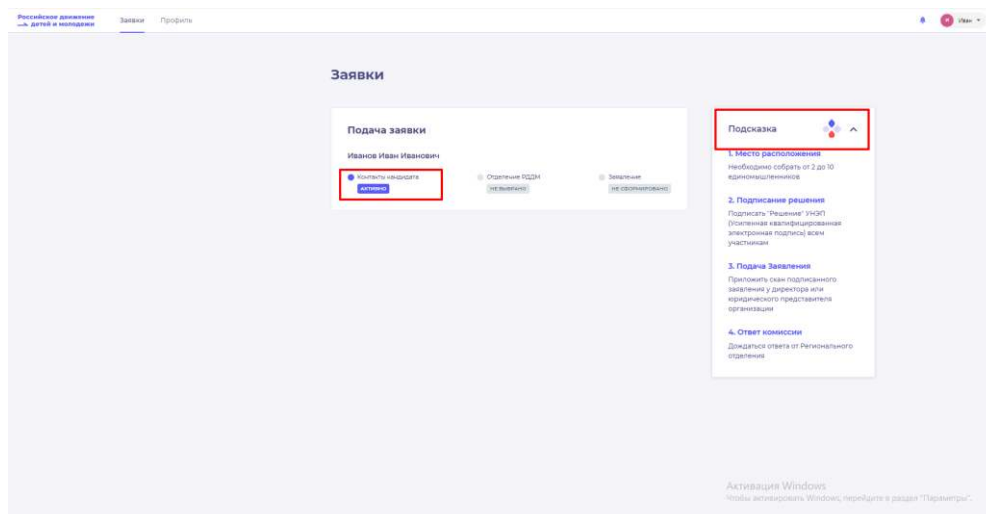 Российское движение
детей и молодежи
Заявки
Профиль
И
Иван
Заявки
Подача заявки
Иванов Иван Иванович
Контакты кандидата
АКТИВНО
Отделение РДДМ
НЕ ВЫБРАНО
Заявление
НЕ СФОРМИРОВАНО
Подсказка
1. Место расположения
Необходимо собрать от 2 до 10
единомышленников
2. Подписание решения
Подписать "Решение" УНЭП
(Усиленная квалифицированная
электронная подпись) всем
участникам
3. Подача Заявления
Приложить скан подписанного
заявления у директора или
юридического представителя
организации
4. Ответ комиссии
Дождаться ответа от Регионального
отделения
Активация Windows
Чтобы активировать Windows, перейдите в раздел "Параметры".